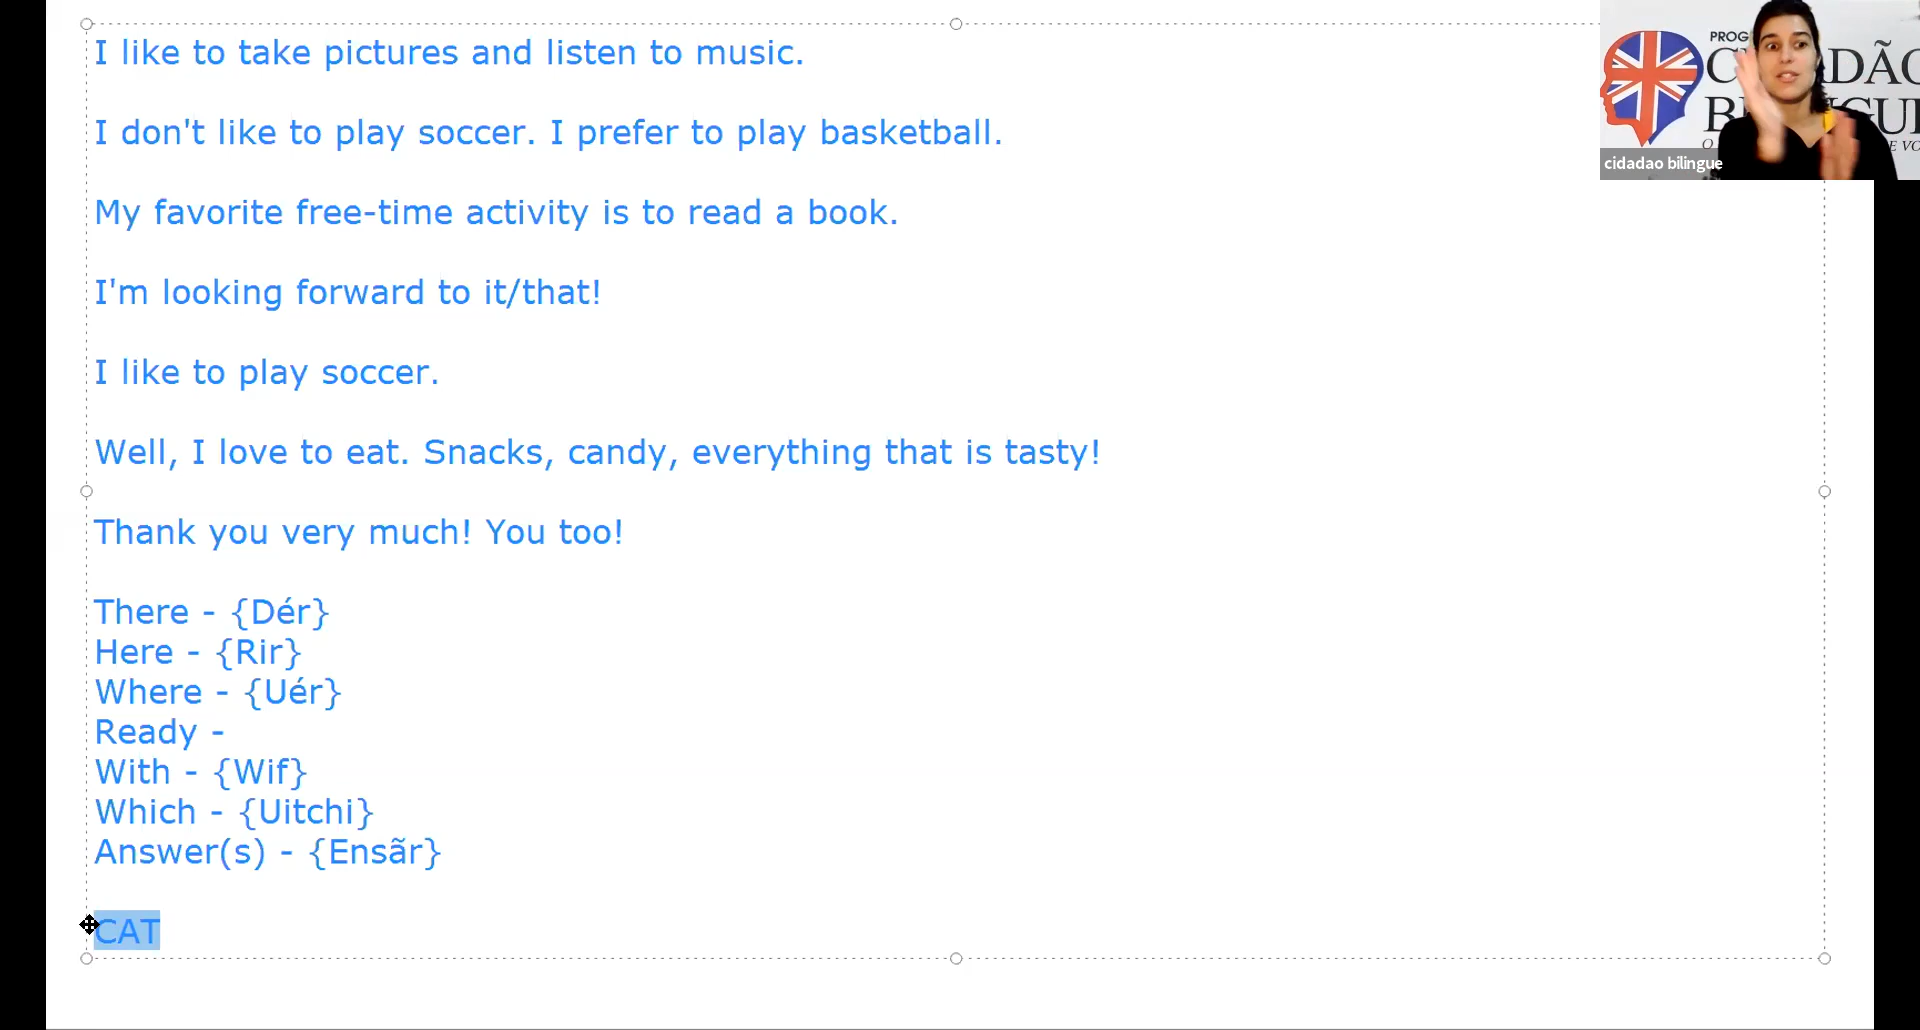 I like to take pictures and listen to music.
I don't like to play soccer. I prefer to play basketball.
My favorite free-time activity is to read a book.
I'm looking forward to it/that!
I like to play soccer.
Well, I love to eat. Snacks, candy, everything that is tasty!
Thank you very much! You too!
There - {Dér}
Here - {Rir}
Where - {Uér}
Ready -
With - {Wif}
Which - {Uitchi}
Answer(s) - {Ensãr}
CAT
cidadao bilingue